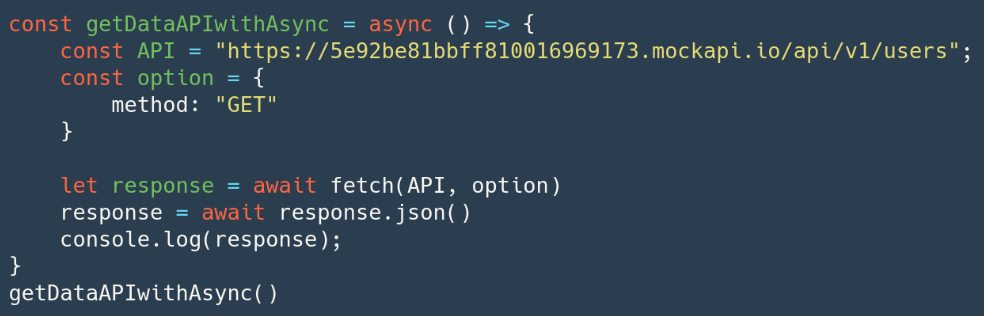 const getDataAPIwithAsync = async () => {
    const API = "https://5e92be81bbff810016969173.mockapi.io/api/v1/users";
    const option = {
        method: "GET"
    }

    let response = await fetch(API, option)
    response = await response.json()
    console.log(response);
}
getDataAPIwithAsync()